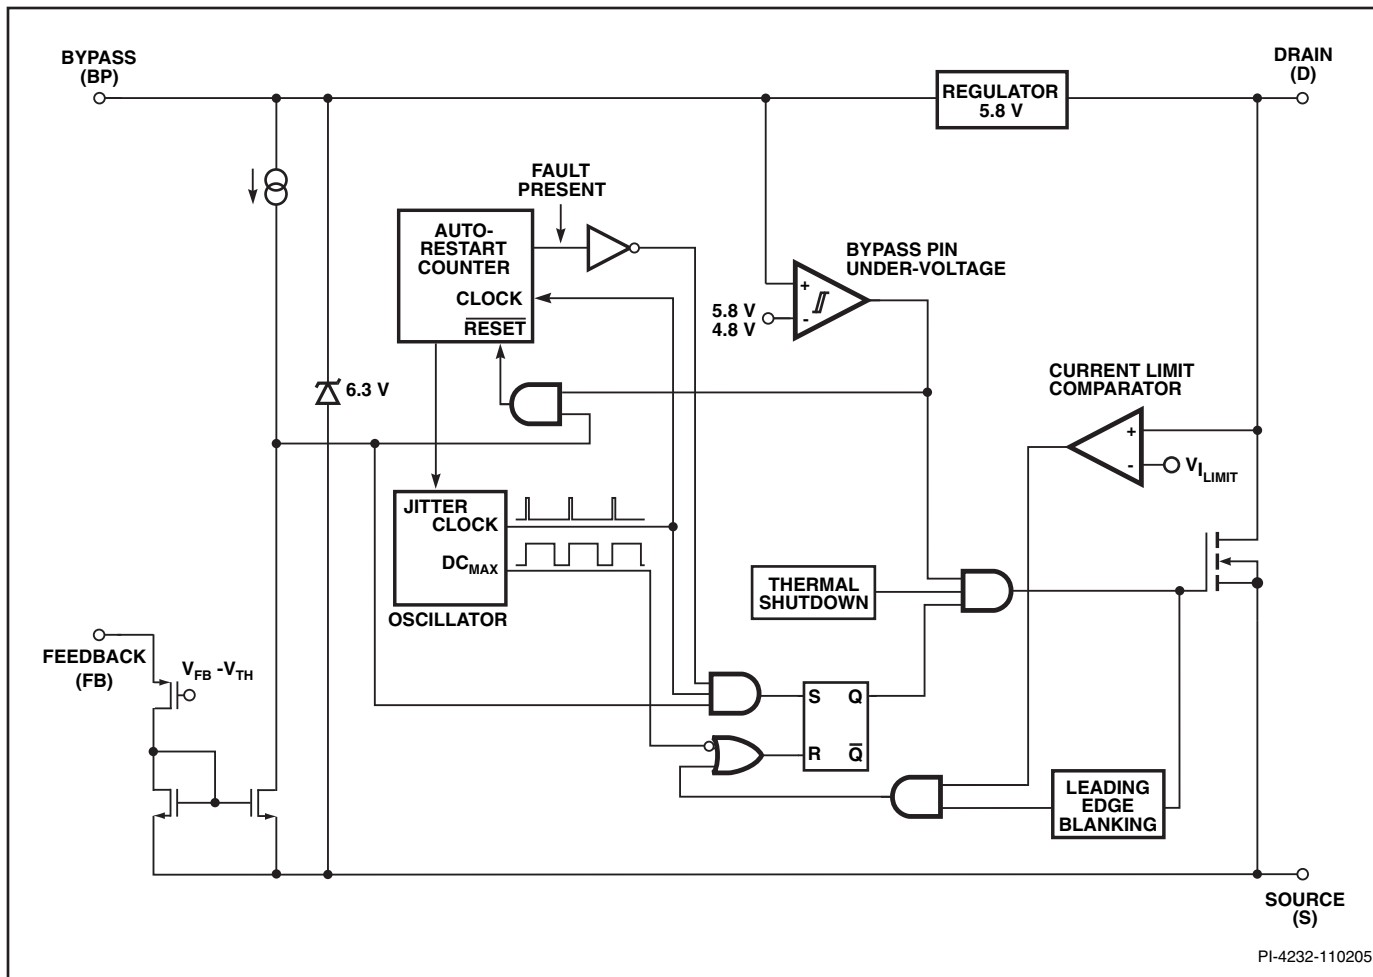 BYPASS
(BP)
DRAIN
(D)
REGULATOR
5.8 V
FAULT
PRESENT
AUTO-
RESTART
COUNTER
CLOCK
RESET
BYPASS PIN
UNDER-VOLTAGE
+
-
5.8 V
4.8 V
6.3 V
CURRENT LIMIT
COMPARATOR
+
-
VILIMIT
JITTER
CLOCK
DCMAX
OSCILLATOR
THERMAL
SHUTDOWN
FEEDBACK
(FB)
VFB -VTH
S Q
R Q
LEADING
EDGE
BLANKING
SOURCE
(S)
PI-4232-110205